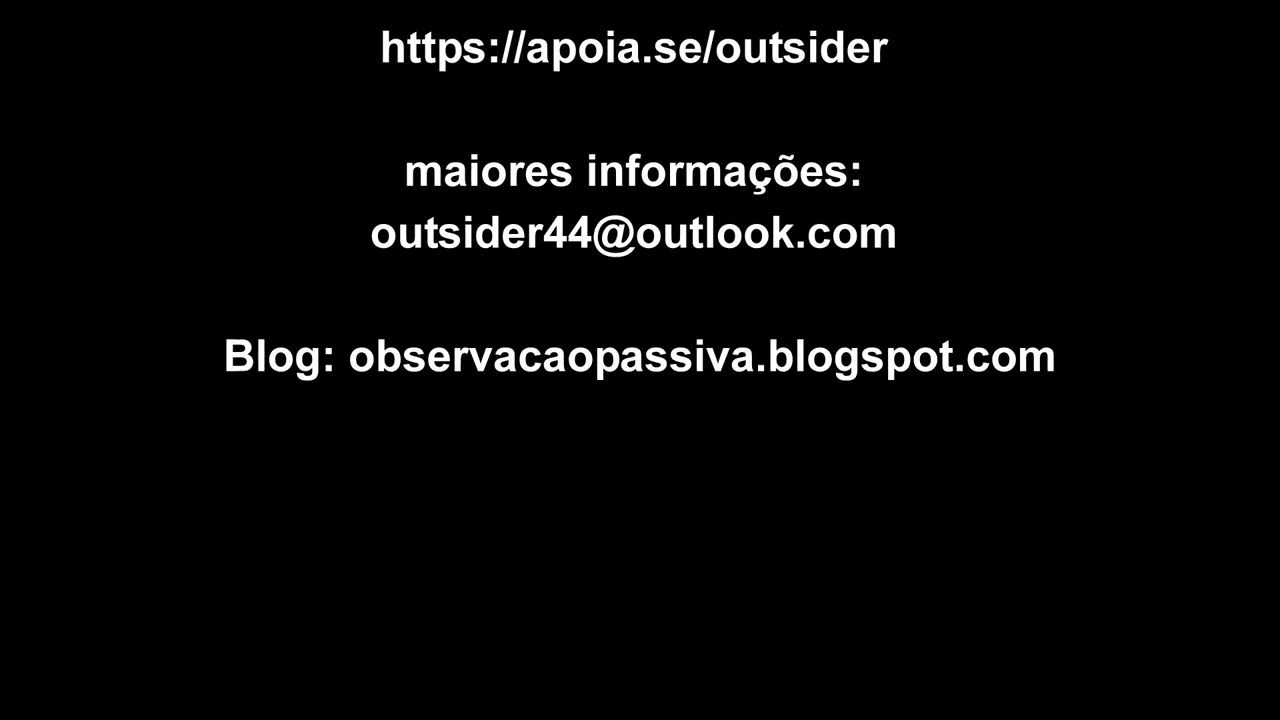 https://apoia.se/outsider
maiores informações:
outsider44@outlook.com
Blog: observacaopassiva.blogspot.com